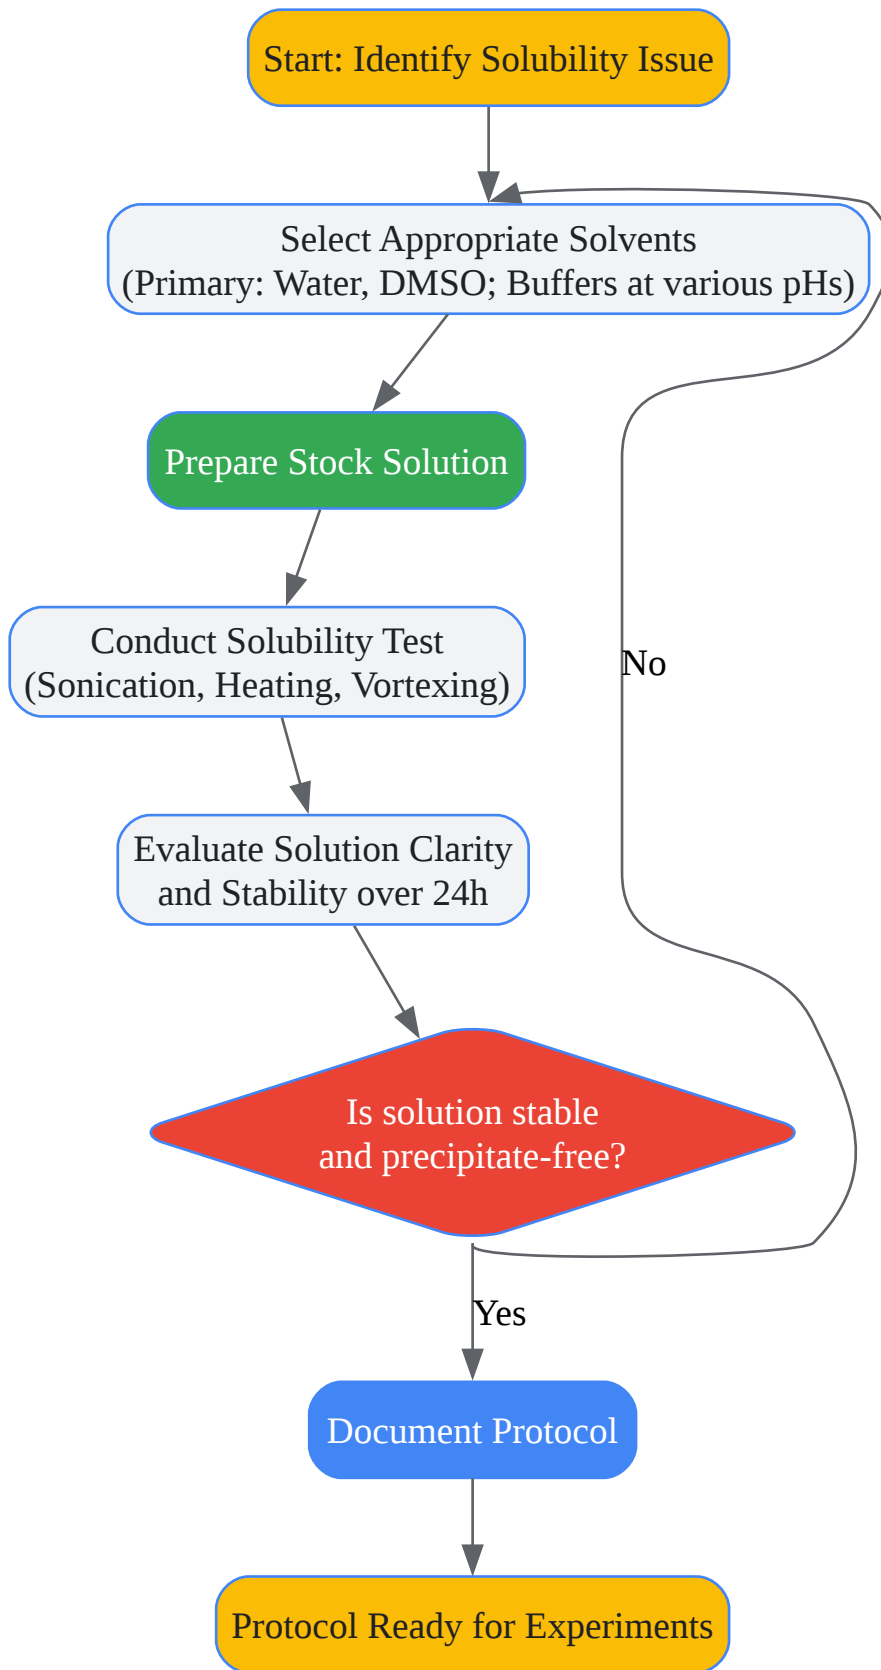 Start: Identify Solubility Issue
Select Appropriate Solvents
(Primary: Water, DMSO; Buffers at various pHs)
Prepare Stock Solution
Conduct Solubility Test
(Sonication, Heating, Vortexing)
No
Evaluate Solution Clarity
and Stability over 24h
Is solution stable
and precipitate-free?
Yes
Document Protocol
Protocol Ready for Experiments